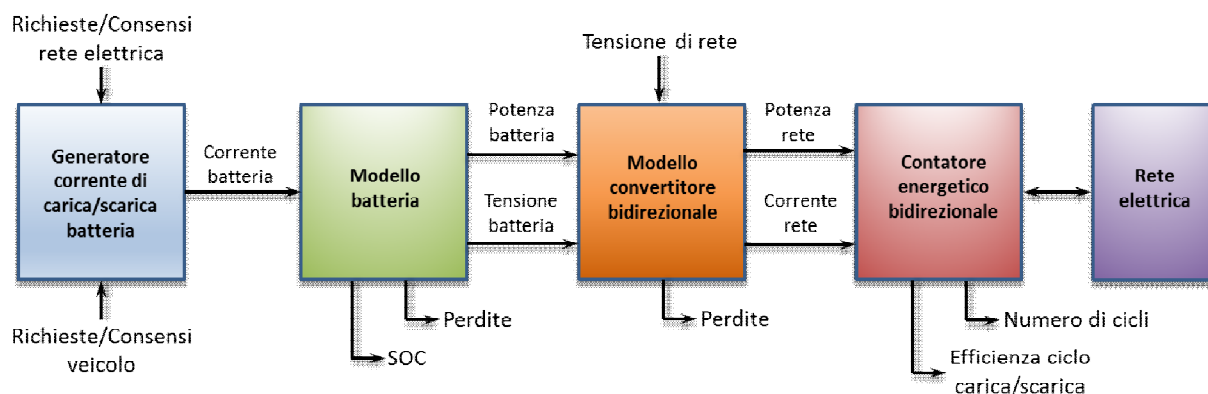 Richieste/Consensi
rete elettrica
Tensione di rete
Generatore
corrente di
carica/scarica
batteria
Corrente
batteria
Modello
batteria
Potenza
batteria
Tensione
batteria
Modello
convertitore
bidirezionale
Potenza
rete
Corrente
rete
Contatore
energetico
bidirezionale
Rete
elettrica
Richieste/Consensi
veicolo
Perdite
SOC
Perdite
Numero di cicli
Efficienza ciclo
carica/scarica